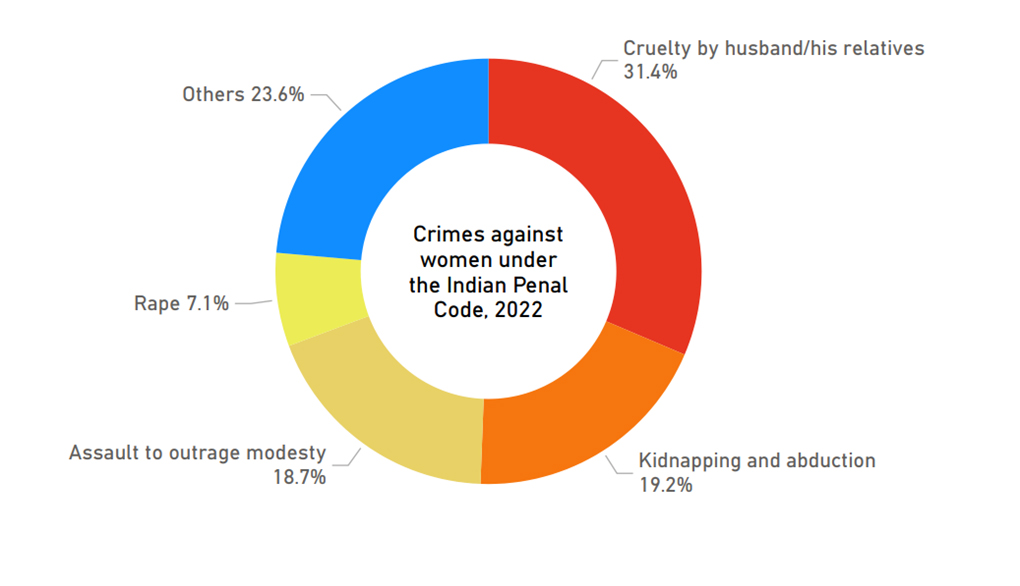 Cruelty by husband/his relatives
31.4%
Others 23.6%
Crimes against
women under
the Indian Penal
Code, 2022
Rape 7.1%
Assault to outrage modesty
18.7%
Kidnapping and abduction
19.2%